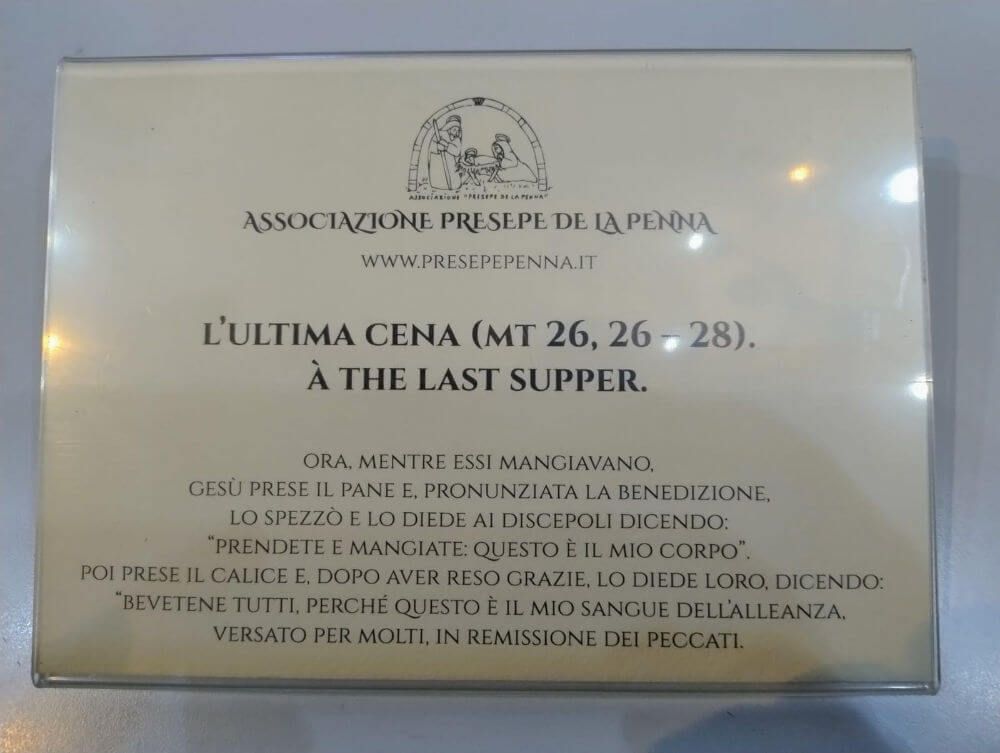 ASSOCIAZIONE "PRESEPE DE LA PENNA"
ASSOCIAZIONE PRESEPE DE LA PENNA
WWW.PRESEPEPENNA.IT
L'ULTIMA CENA (MT 26, 26 – 28).
À THE LAST SUPPER.
ORA, MENTRE ESSI MANGIAVANO,
GESÙ PRESE IL PANE E, PRONUNZIATA LA BENEDIZIONE,
LO SPEZZÒ E LO DIEDE AI DISCEPOLI DICENDO:
“PRENDETE E MANGIATE: QUESTO È IL MIO CORPO”.
POI PRESE IL CALICE E, DOPO AVER RESO GRAZIE, LO DIEDE LORO, DICENDO:
“BEVETENE TUTTI, PERCHÉ QUESTO È IL MIO SANGUE DELL'ALLEANZA,
VERSATO PER MOLTI, IN REMISSIONE DEI PECCATI.